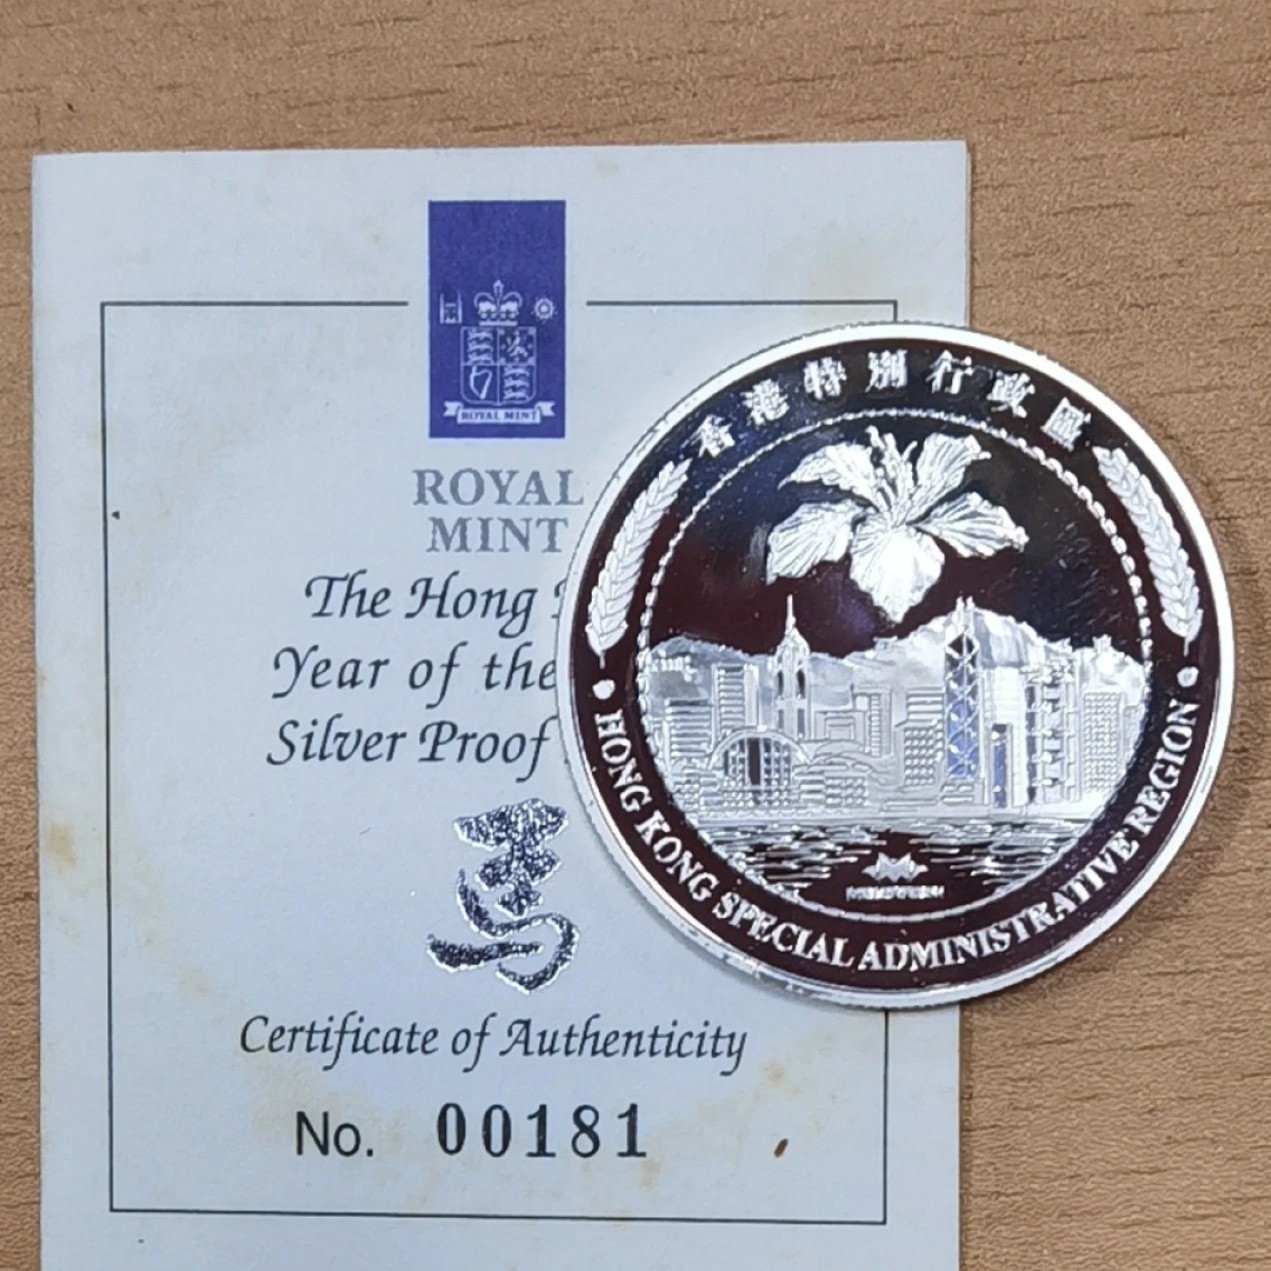 ROYAL MINT
ROYAL
MINT
The Hong
Year of the
Silver Proof
馬
Certificate of Authenticity
No. 00181
香港特別行政區
HONG KONG SPECIAL ADMINISTRATIVE REGION